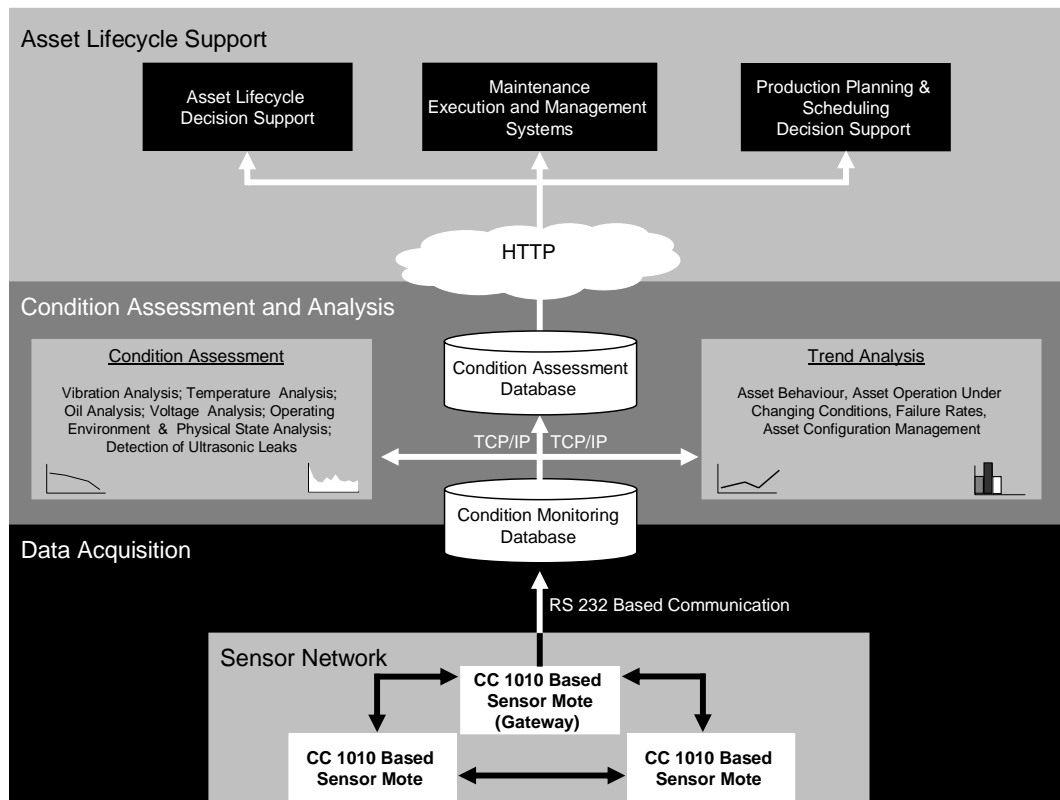 Asset Lifecycle Support
Asset Lifecycle
Decision Support
Maintenance
Execution and Management
Systems
Production Planning &
Scheduling
Decision Support
HTTP
Condition Assessment and Analysis
Condition Assessment
Vibration Analysis; Temperature Analysis;
Oil Analysis; Voltage Analysis; Operating
Environment & Physical State Analysis;
Detection of Ultrasonic Leaks
Condition Assessment
Database
Trend Analysis
Asset Behaviour, Asset Operation Under
Changing Conditions, Failure Rates,
Asset Configuration Management
TCP/IP
TCP/IP
Condition Monitoring
Database
Data Acquisition
RS 232 Based Communication
Sensor Network
CC 1010 Based
Sensor Mote
(Gateway)
CC 1010 Based
Sensor Mote
CC 1010 Based
Sensor Mote